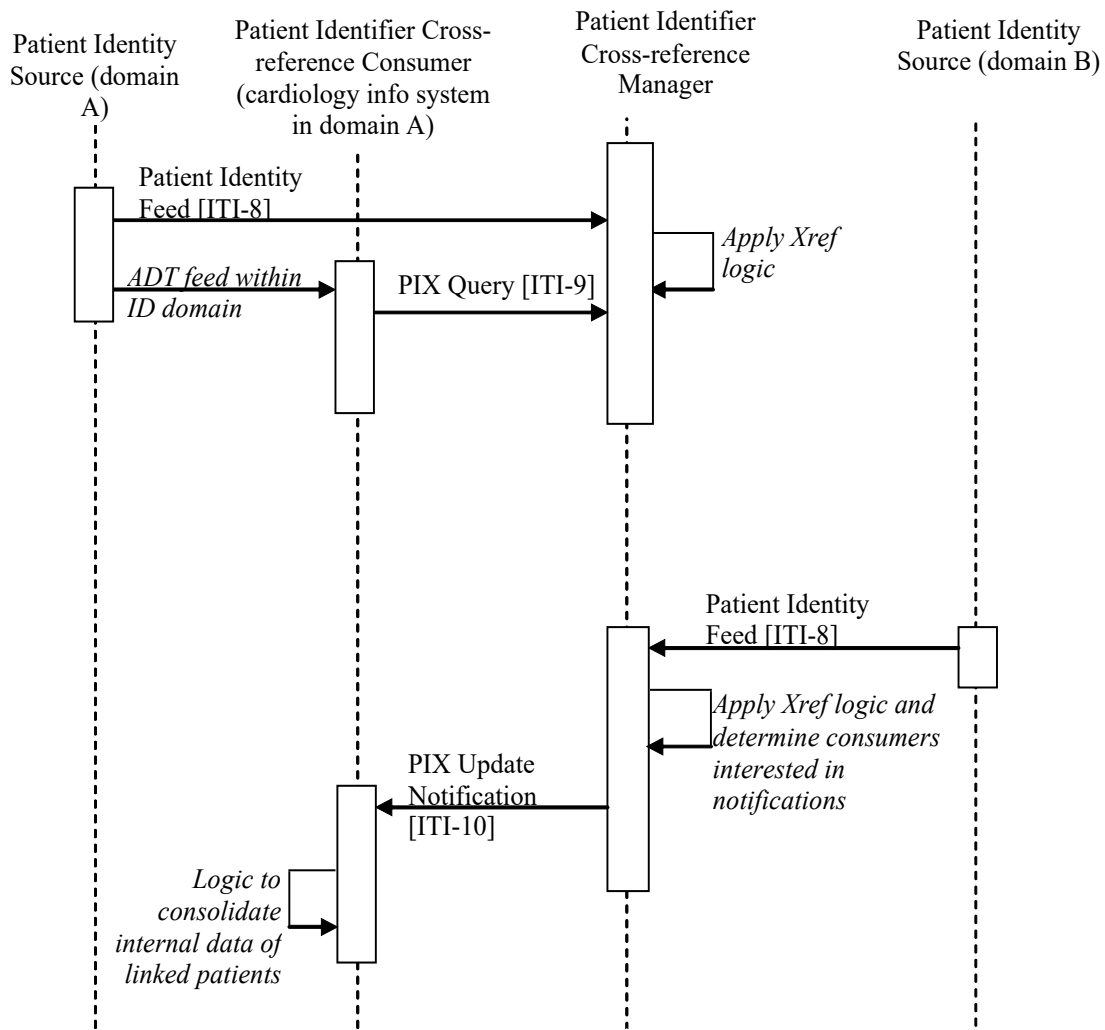 Patient Identity
Source (domain
A)
Patient Identifier Cross-
reference Consumer
(cardiology info system
in domain A)
Patient Identifier
Cross-reference
Manager
Patient Identity
Source (domain B)
Patient Identity
Feed [ITI-8]
Apply Xref
logic
ADT feed within
ID domain
PIX Query [ITI-9]
Patient Identity
Feed [ITI-8]
Apply Xref logic and
determine consumers
interested in
notifications
PIX Update
Notification
[ITI-10]
Logic to
consolidate
internal data of
linked patients